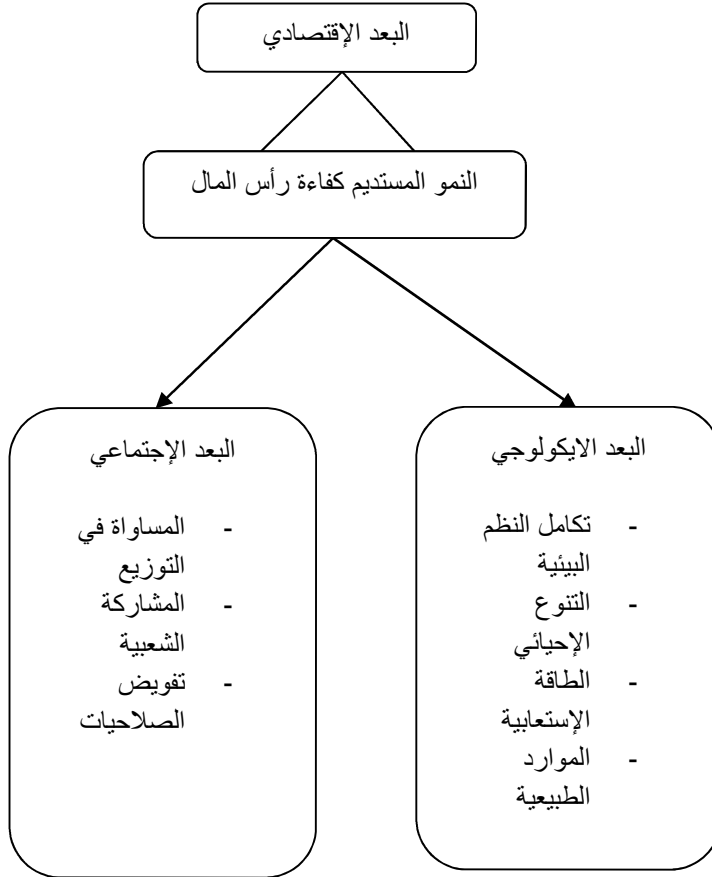 البعد الإقتصادي
النمو المستديم كفاءة رأس المال
البعد الايكولوجي
- تكامل النظم
البيئية
- التنوع
الإحيائي
- الطاقة
الإستعابية
- الموارد
الطبيعية
البعد الإجتماعي
- المساواة في
التوزيع
- المشاركة
الشعبية
- تفويض
الصلاحيات